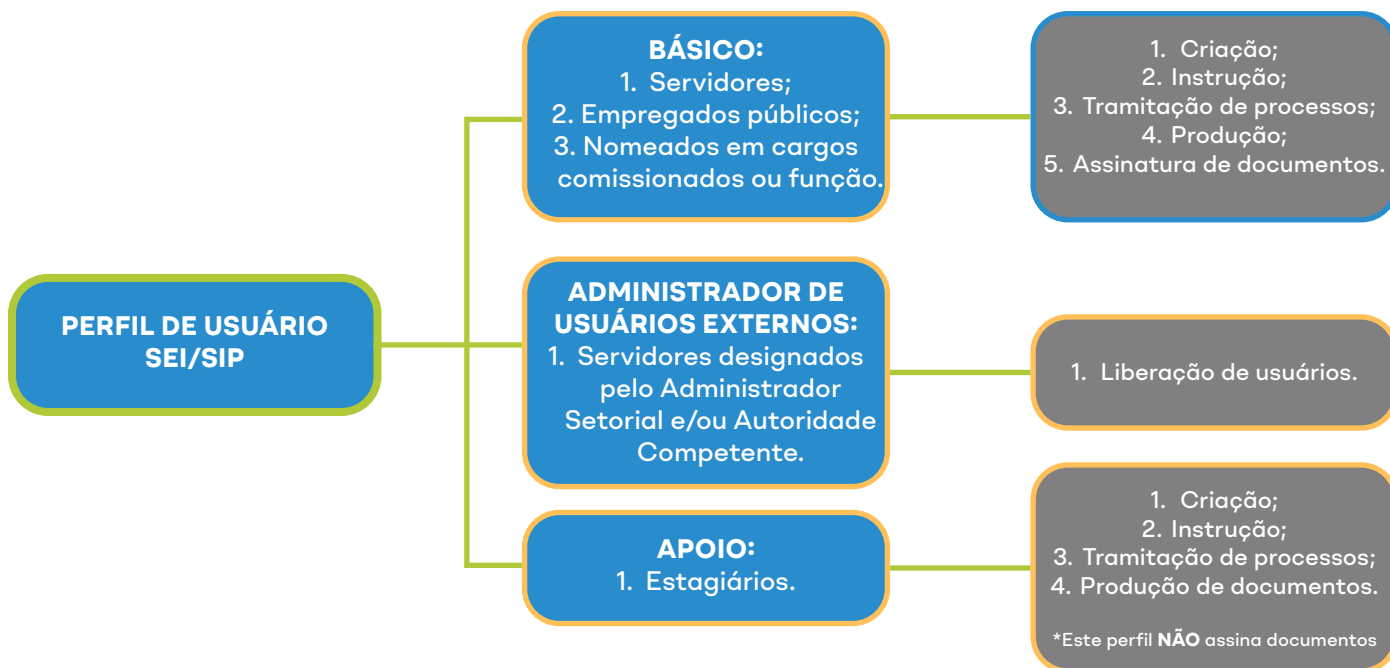 PERFIL DE USUÁRIO
SEI/SIP
BÁSICO:
1. Servidores;
2. Empregados públicos;
3. Nomeados em cargos
comissionados ou função.
1. Criação;
2. Instrução;
3. Tramitação de processos;
4. Produção;
5. Assinatura de documentos.
ADMINISTRADOR DE
USUÁRIOS EXTERNOS:
1. Servidores designados
pelo Administrador
Setorial e/ou Autoridade
Competente.
1. Liberação de usuários.
APOIO:
1. Estagiários.
1. Criação;
2. Instrução;
3. Tramitação de processos;
4. Produção de documentos.
*Este perfil NÃO assina documentos